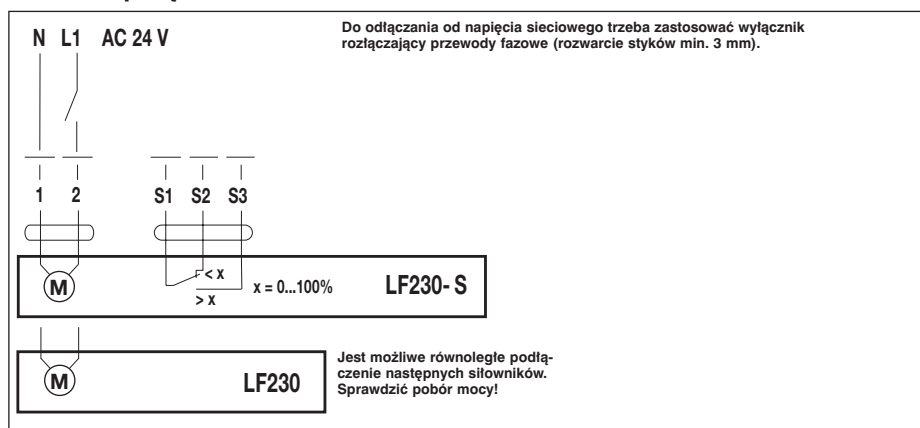 N L1 AC 24 V
Do odłączania od napięcia sieciowego trzeba zastosować wyłącznik
rozłączający przewody fazowe (rozwarcie styków min. 3 mm).
1 2 S1 S2 S3
M
< x
> x
x = 0...100%
LF230- S
M
LF230
Jest możliwe równoległe podłą-
czenie następnych siłowników.
Sprawdzić pobór mocy!